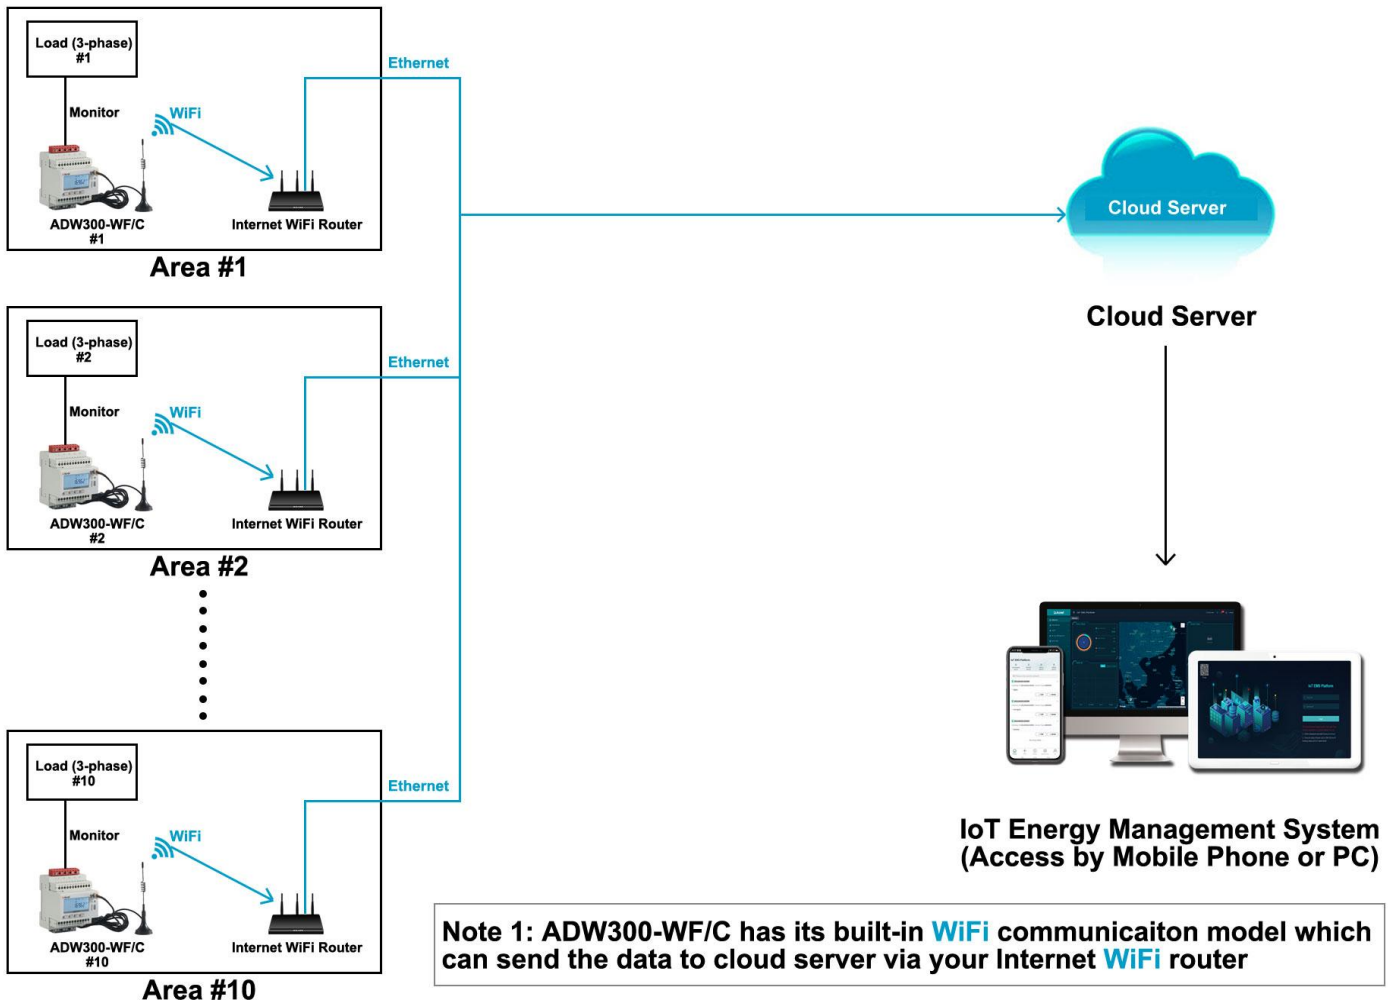 Load (3-phase)
#1
Monitor
WiFi
Ethernet
ADW300-WF/C
#1
Internet WiFi Router
Area #1
Load (3-phase)
#2
Monitor
WiFi
Ethernet
ADW300-WF/C
#2
Internet WiFi Router
Area #2
Load (3-phase)
#10
Monitor
WiFi
Ethernet
ADW300-WF/C
#10
Internet WiFi Router
Area #10
Cloud Server
Cloud Server
IoT EMS Platform
IoT Energy Management System
(Access by Mobile Phone or PC)
Note 1: ADW300-WF/C has its built-in WiFi communicaiton model which
can send the data to cloud server via your Internet WiFi router